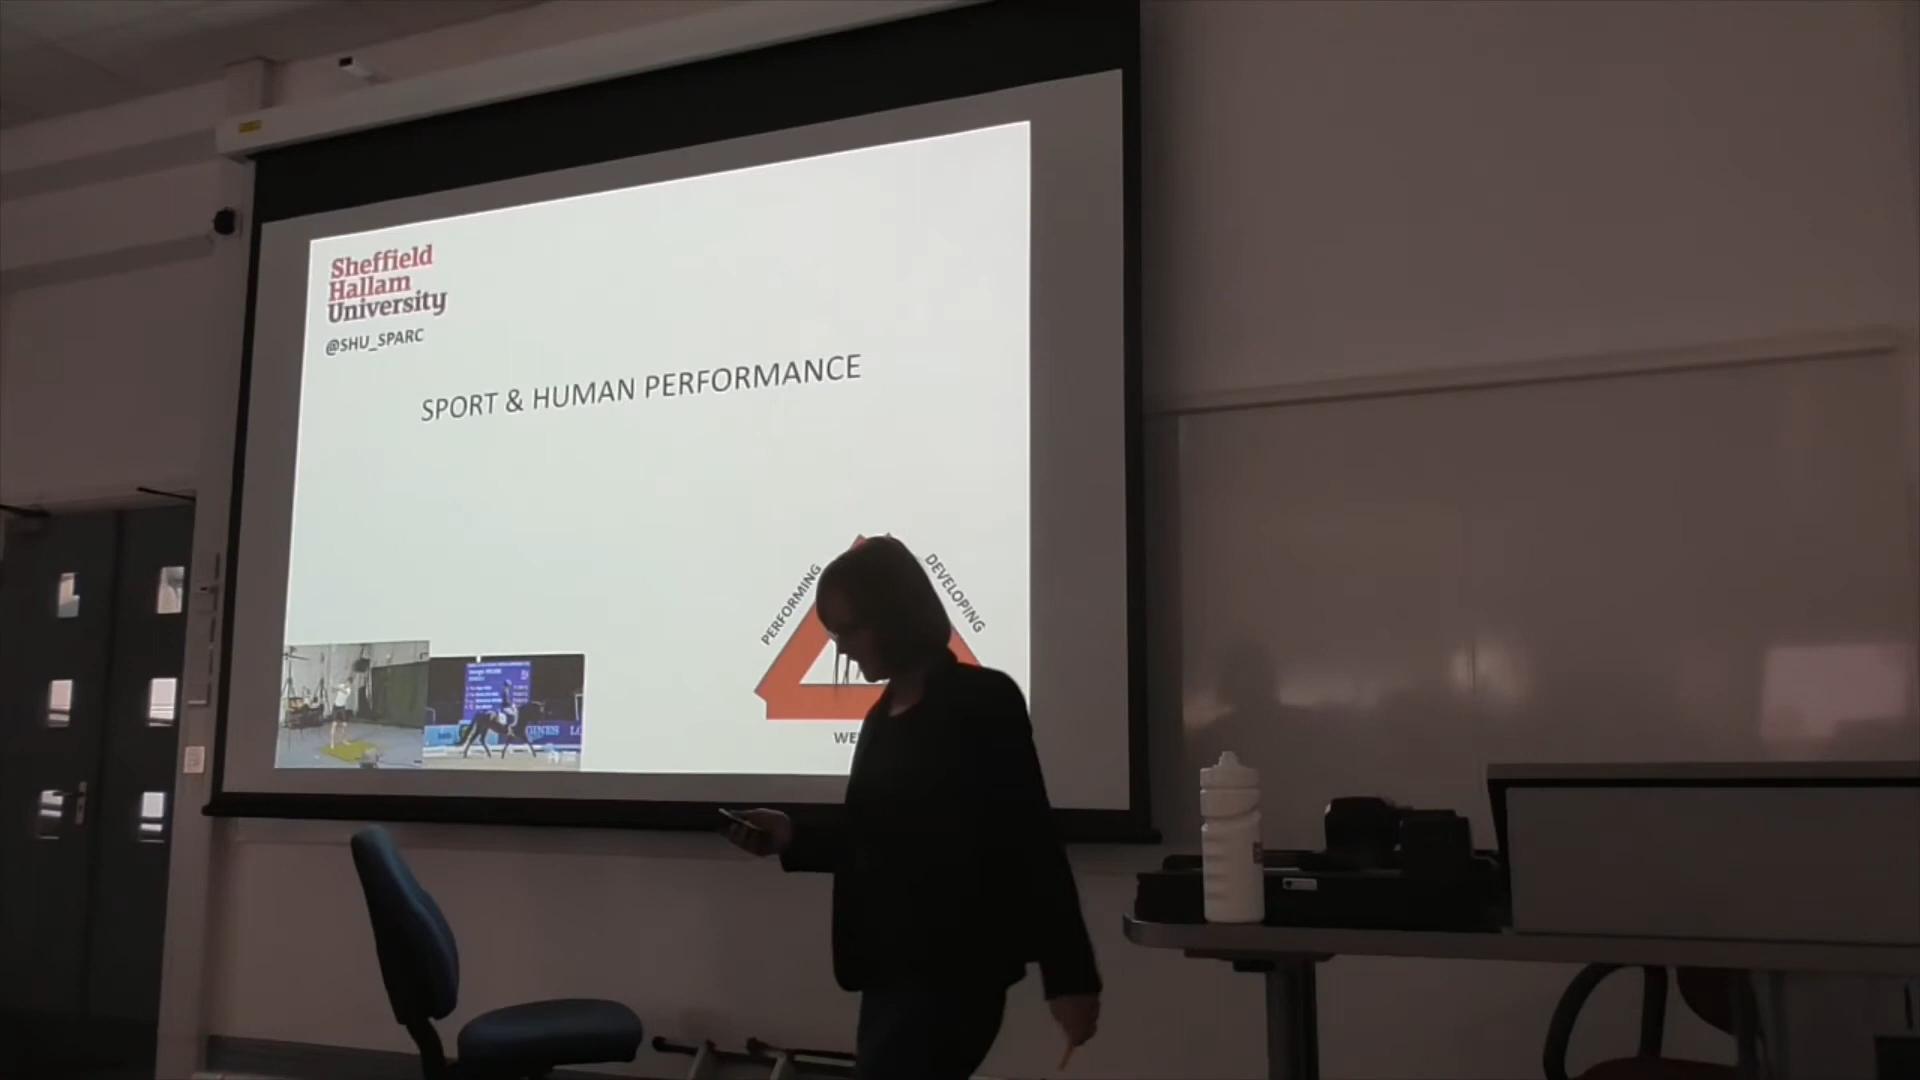 Sheffield
Hallam
University
@SHU_SPARC
SPORT & HUMAN PERFORMANCE
PERFORMING
DEVELOPING